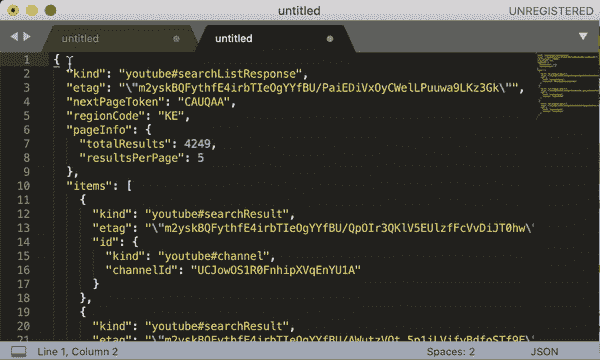 untitled
UNREGISTERED
untitled
untitled
1 {
2 "kind": "youtube#searchListResponse",
3 "etag": "\"m2yskBQFythfE4irbTIeOgYYfBU/PaiEDiVxOyCWelLPuuwa9LKz3Gk\"",
4 "nextPageToken": "CAUQAA",
5 "regionCode": "KE",
6 "pageInfo": {
7 "totalResults": 4249,
8 "resultsPerPage": 5
9 },
10 "items": [
11 {
12 "kind": "youtube#searchResult",
13 "etag": "\"m2yskBQFythfE4irbTIeOgYYfBU/QpOIr3QKlV5EUlzfFcVvDiJT0hw\
14 "id": {
15 "kind": "youtube#channel",
16 "channelId": "UCJowOS1R0FnhipXVqEnYU1A"
17 }
18 },
19 {
20 "kind": "youtube#searchResult",
21 "etag":
Line 1, Column 2
Spaces: 2
JSON